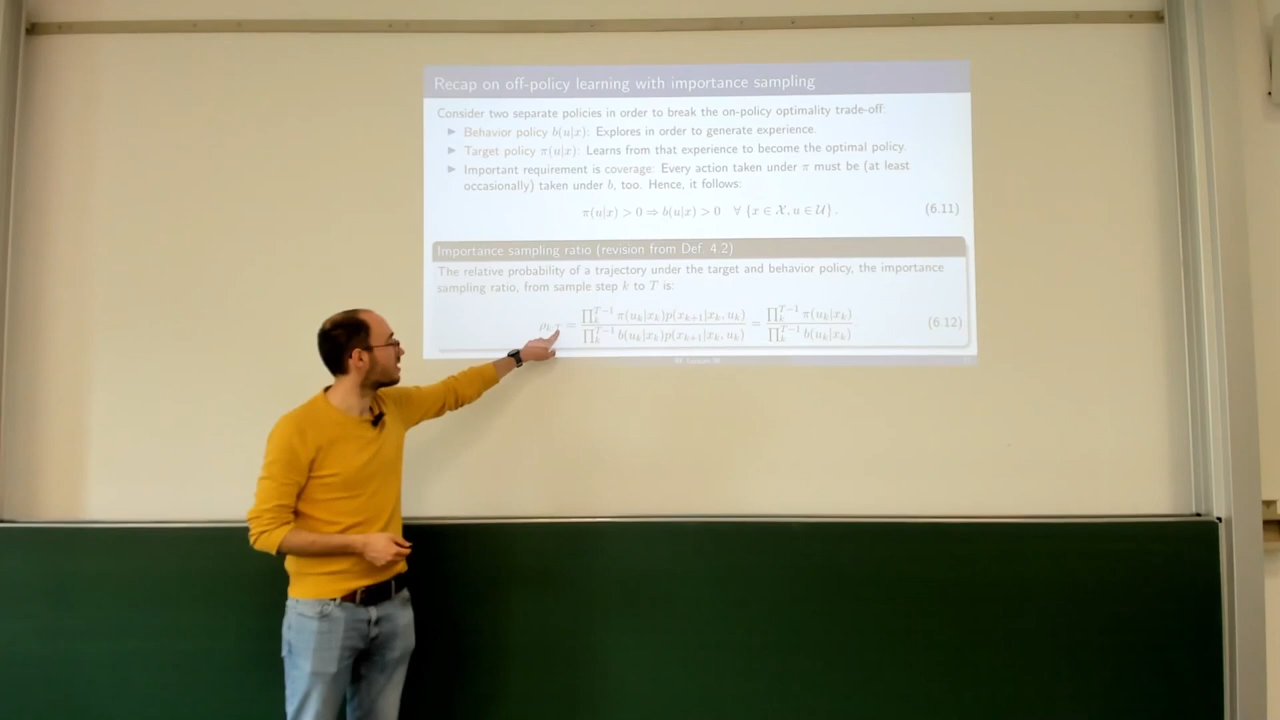 Recap on off-policy learning with importance sampling
Consider two separate policies in order to break the on-policy optimality trade-off:
▶ Behavior policy b(u|x): Explores in order to generate experience.
▶ Target policy π(u|x): Learns from that experience to become the optimal policy.
▶ Important requirement is coverage: Every action taken under π must be (at least
occasionally) taken under b, too. Hence, it follows:
π(u|x) > 0 ⇒ b(u|x) > 0 ∀ {x ∈ 𝒳, u ∈ 𝒰}. (6.11)
Importance sampling ratio (revision from Def. 4.2)
The relative probability of a trajectory under the target and behavior policy, the importance
sampling ratio, from sample step k to T is:
ρ_{k:T} = ∏_k^{T−1} π(u_k|x_k)p(x_{k+1}|x_k, u_k) / ∏_k^{T−1} b(u_k|x_k)p(x_{k+1}|x_k, u_k) = ∏_k^{T−1} π(u_k|x_k) / ∏_k^{T−1} b(u_k|x_k) (6.12)